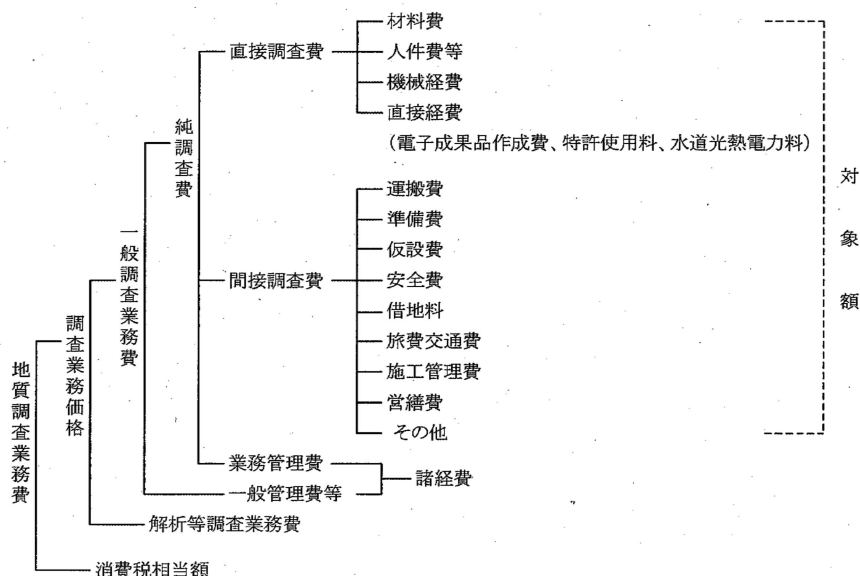 材料費
直接調査費
人件費等
機械経費
直接経費
(電子成果品作成費、特許使用料、水道光熱電力料)
純調査費
運搬費
準備費
仮設費
間接調査費
安全費
借地料
旅費交通費
施工管理費
営繕費
その他
対象額
一般調査業務費
業務管理費
一般管理費等
諸経費
調査業務価格
解析等調査業務費
地質調査業務費
消費税相当額